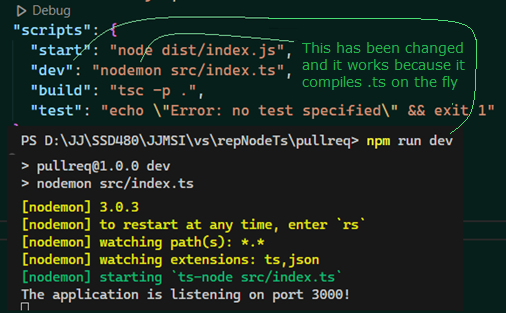 Debug
"scripts": {
"start": "node dist/index.js",
"dev": "nodemon src/index.ts",
"build": "tsc -p .",
"test": "echo \"Error: no test specified\" && exit 1"
This has been changed
and it works because it
compiles .ts on the fly
PS D:\JJ\SSD480\JJMSI\vs\repNodeTs\pullreq> npm run dev
> pullreq@1.0.0 dev
> nodemon src/index.ts
[nodemon] 3.0.3
[nodemon] to restart at any time, enter `rs`
[nodemon] watching path(s): *.*
[nodemon] watching extensions: ts,json
[nodemon] starting `ts-node src/index.ts`
The application is listening on port 3000!